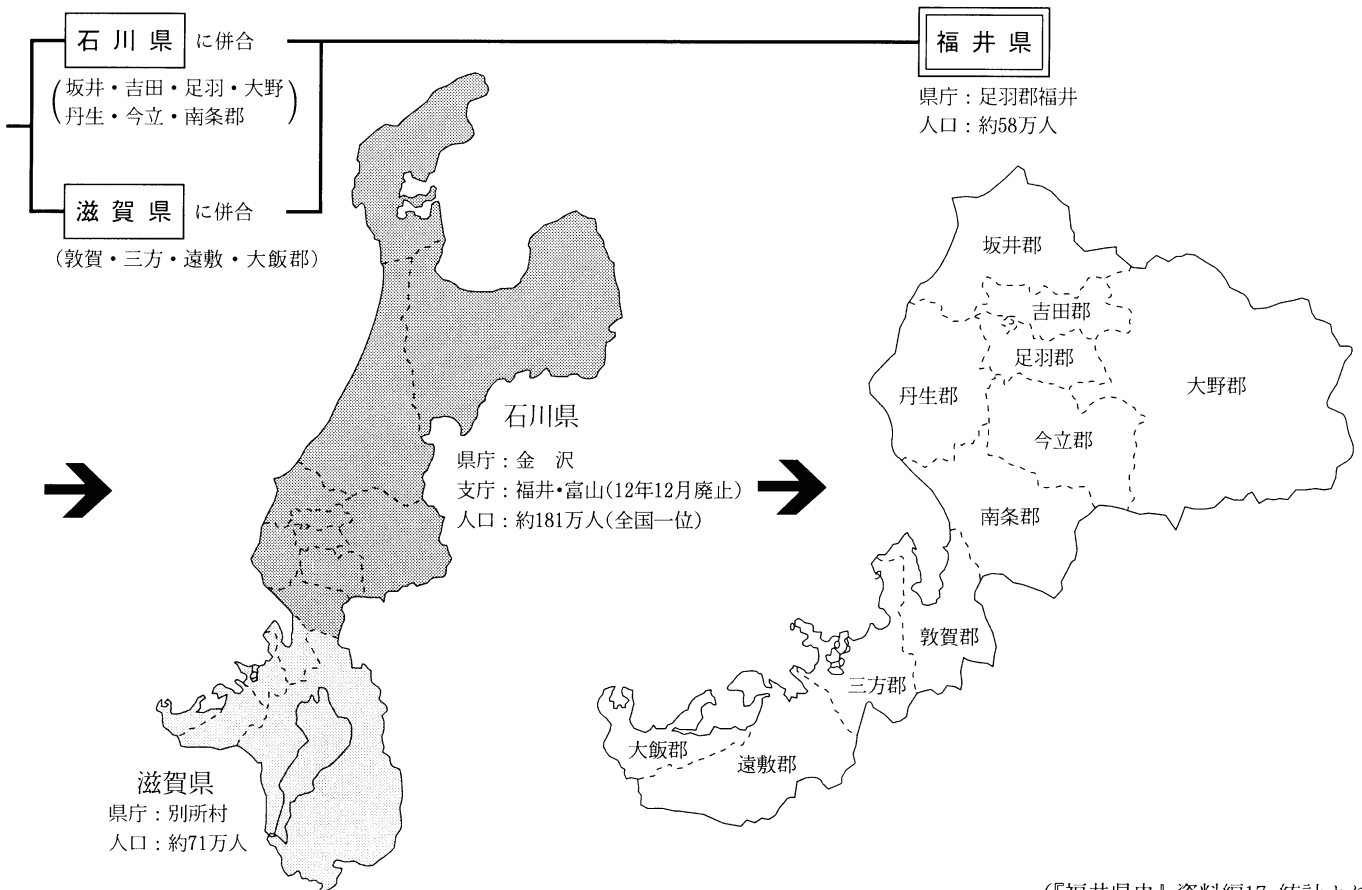 石川県 に併合
(坂井・吉田・足羽・大野
丹生・今立・南条郡)
滋賀県 に併合
(敦賀・三方・遠敷・大飯郡)
福井県
県庁：足羽郡福井
人口：約58万人
石川県
県庁：金 沢
支庁：福井・富山(12年12月廃止)
人口：約181万人(全国一位)
滋賀県
県庁：別所村
人口：約71万人
坂井郡
吉田郡
足羽郡
大野郡
丹生郡
今立郡
南条郡
敦賀郡
三方郡
大飯郡
遠敷郡